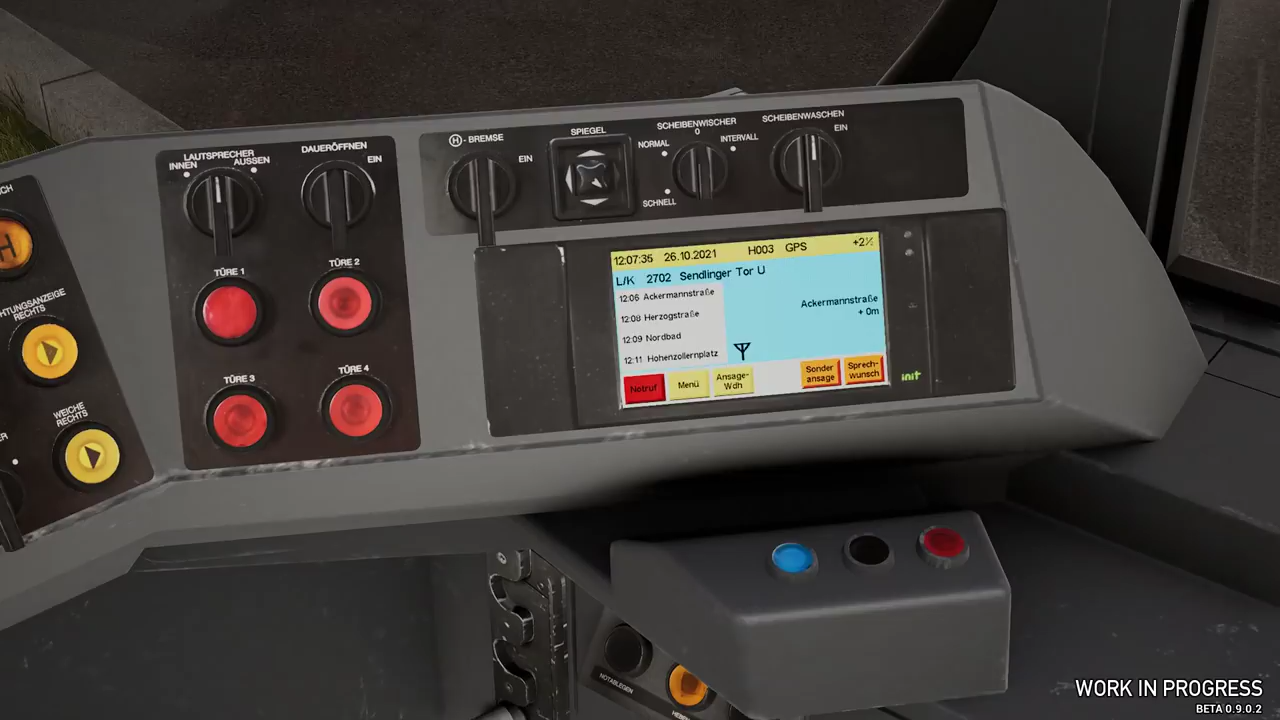 LAUTSPRECHER
INNEN
AUSSEN
DAUERÖFFNEN
EIN
H - BREMSE
EIN
SPIEGEL
SCHEIBENWISCHER
0
NORMAL
INTERVALL
SCHNELL
SCHEIBENWASCHEN
EIN
H
RECHTS
WEICHE
RECHTS
TÜRE 1
TÜRE 2
TÜRE 3
TÜRE 4
12:07:35 26.10.2021 H003 GPS +2½
L/K 2702 Sendlinger Tor U
12:06 Ackermannstraße
12:08 Herzogstraße
12:09 Nordbad
12:11 Hohenzollernplatz
Ackermannstraße
+ 0m
Notruf
Menü
Ansage-
Wdh
Sonder
ansage
Sprech-
wunsch
init
NOTABLEGEN
WORK IN PROGRESS
BETA 0.9.0.2